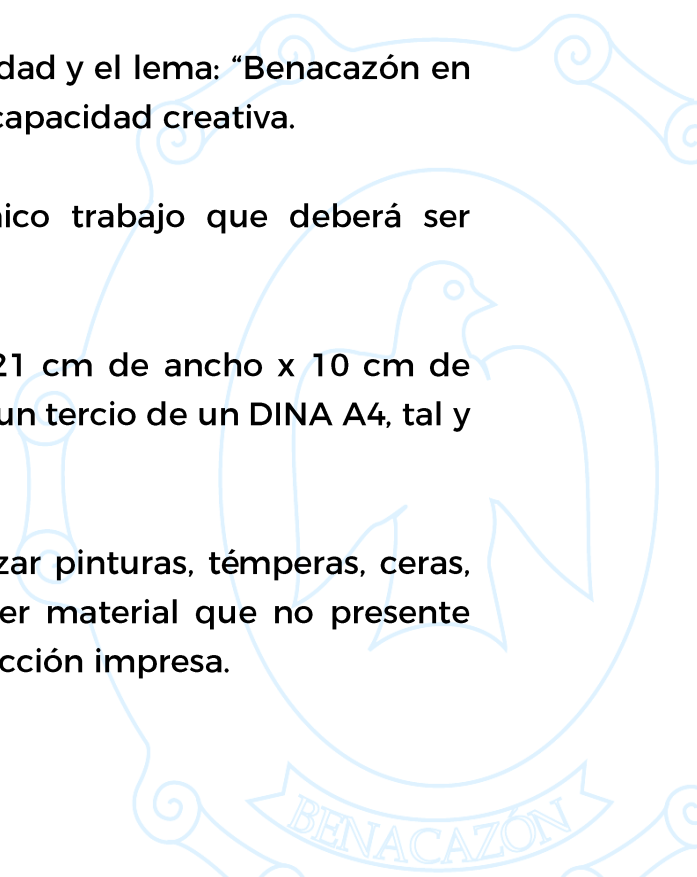 dad y el lema: “Benacazón en
capacidad creativa.
nico trabajo que deberá ser
21 cm de ancho x 10 cm de
un tercio de un DINA A4, tal y
zar pinturas, témperas, ceras,
er material que no presente
cción impresa.
BENACAZÓN